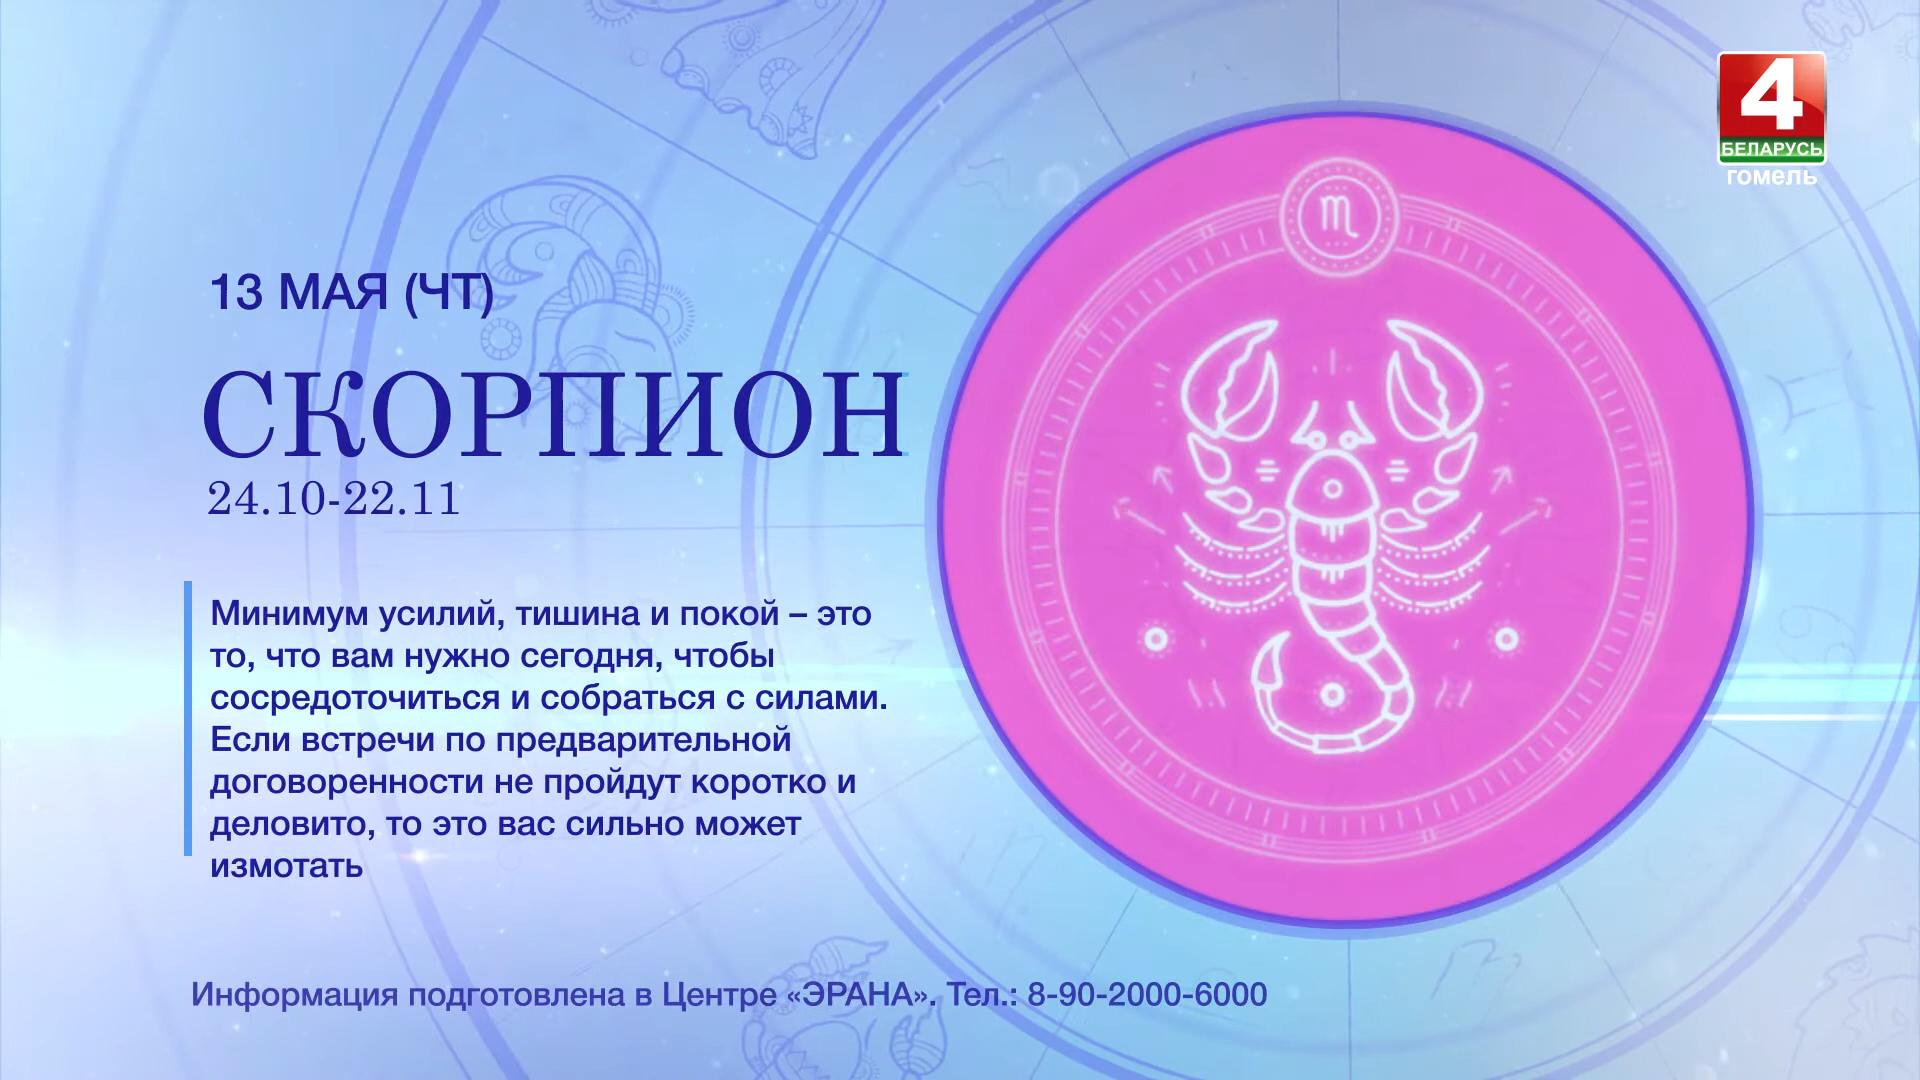 4
БЕЛАРУСЬ
гомель
13 МАЯ (ЧТ)
СКОРПИОН
24.10-22.11
Минимум усилий, тишина и покой – это
то, что вам нужно сегодня, чтобы
сосредоточиться и собраться с силами.
Если встречи по предварительной
договоренности не пройдут коротко и
деловито, то это вас сильно может
измотать
Информация подготовлена в Центре «ЭРАНА». Тел.: 8-90-2000-6000